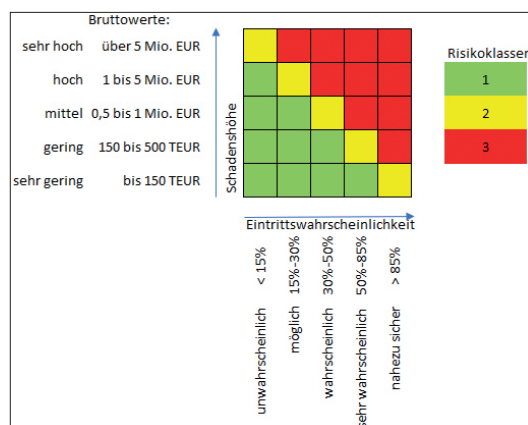 Bruttowerte:
sehr hoch über 5 Mio. EUR
hoch 1 bis 5 Mio. EUR
mittel 0,5 bis 1 Mio. EUR
gering 150 bis 500 TEUR
sehr gering bis 150 TEUR
Schadenshöhe
Risikoklassen
1
2
3
Eintrittswahrscheinlichkeit
unwahrscheinlich < 15%
möglich 15%-30%
wahrscheinlich 30%-50%
sehr wahrscheinlich 50%-85%
nahezu sicher > 85%